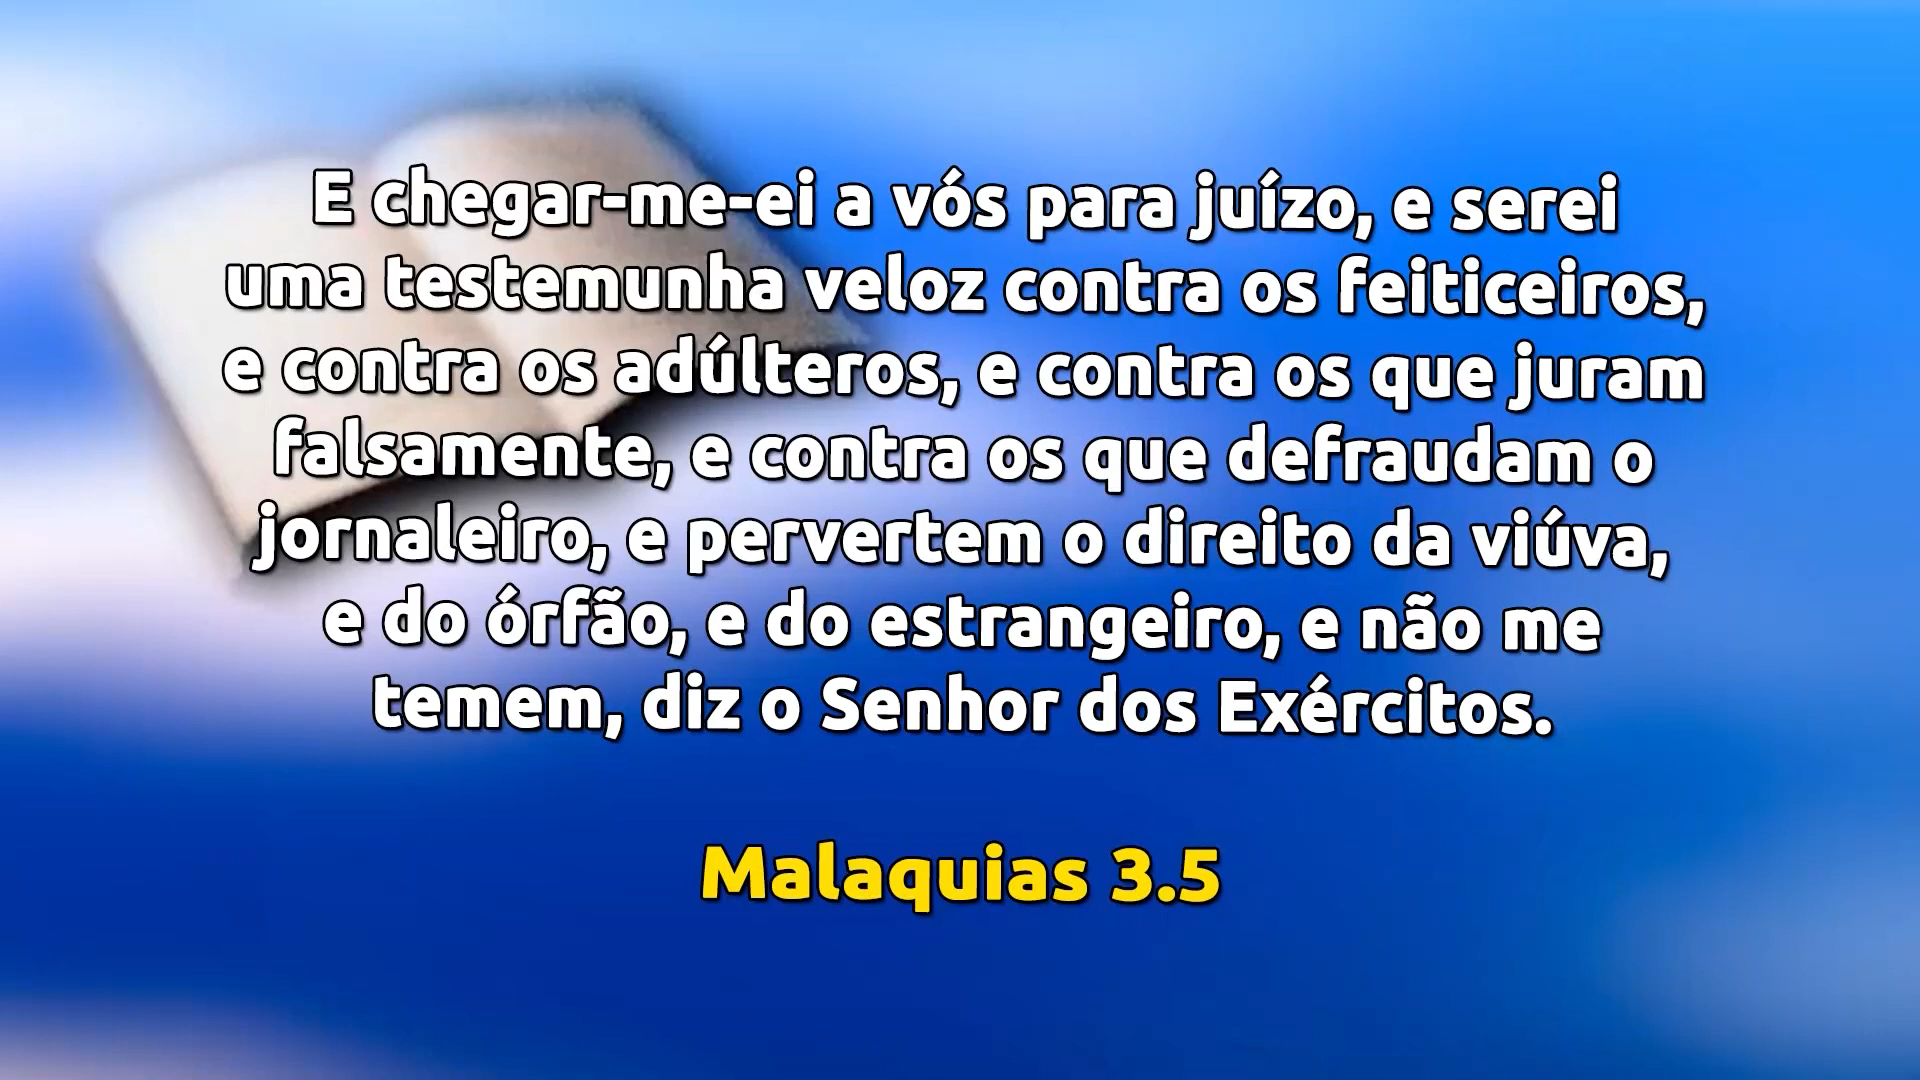 E chegar-me-ei a vós para juízo, e serei
uma testemunha veloz contra os feiticeiros,
e contra os adúlteros, e contra os que juram
falsamente, e contra os que defraudam o
jornaleiro, e pervertem o direito da viúva,
e do órfão, e do estrangeiro, e não me
temem, diz o Senhor dos Exércitos.
Malaquias 3.5